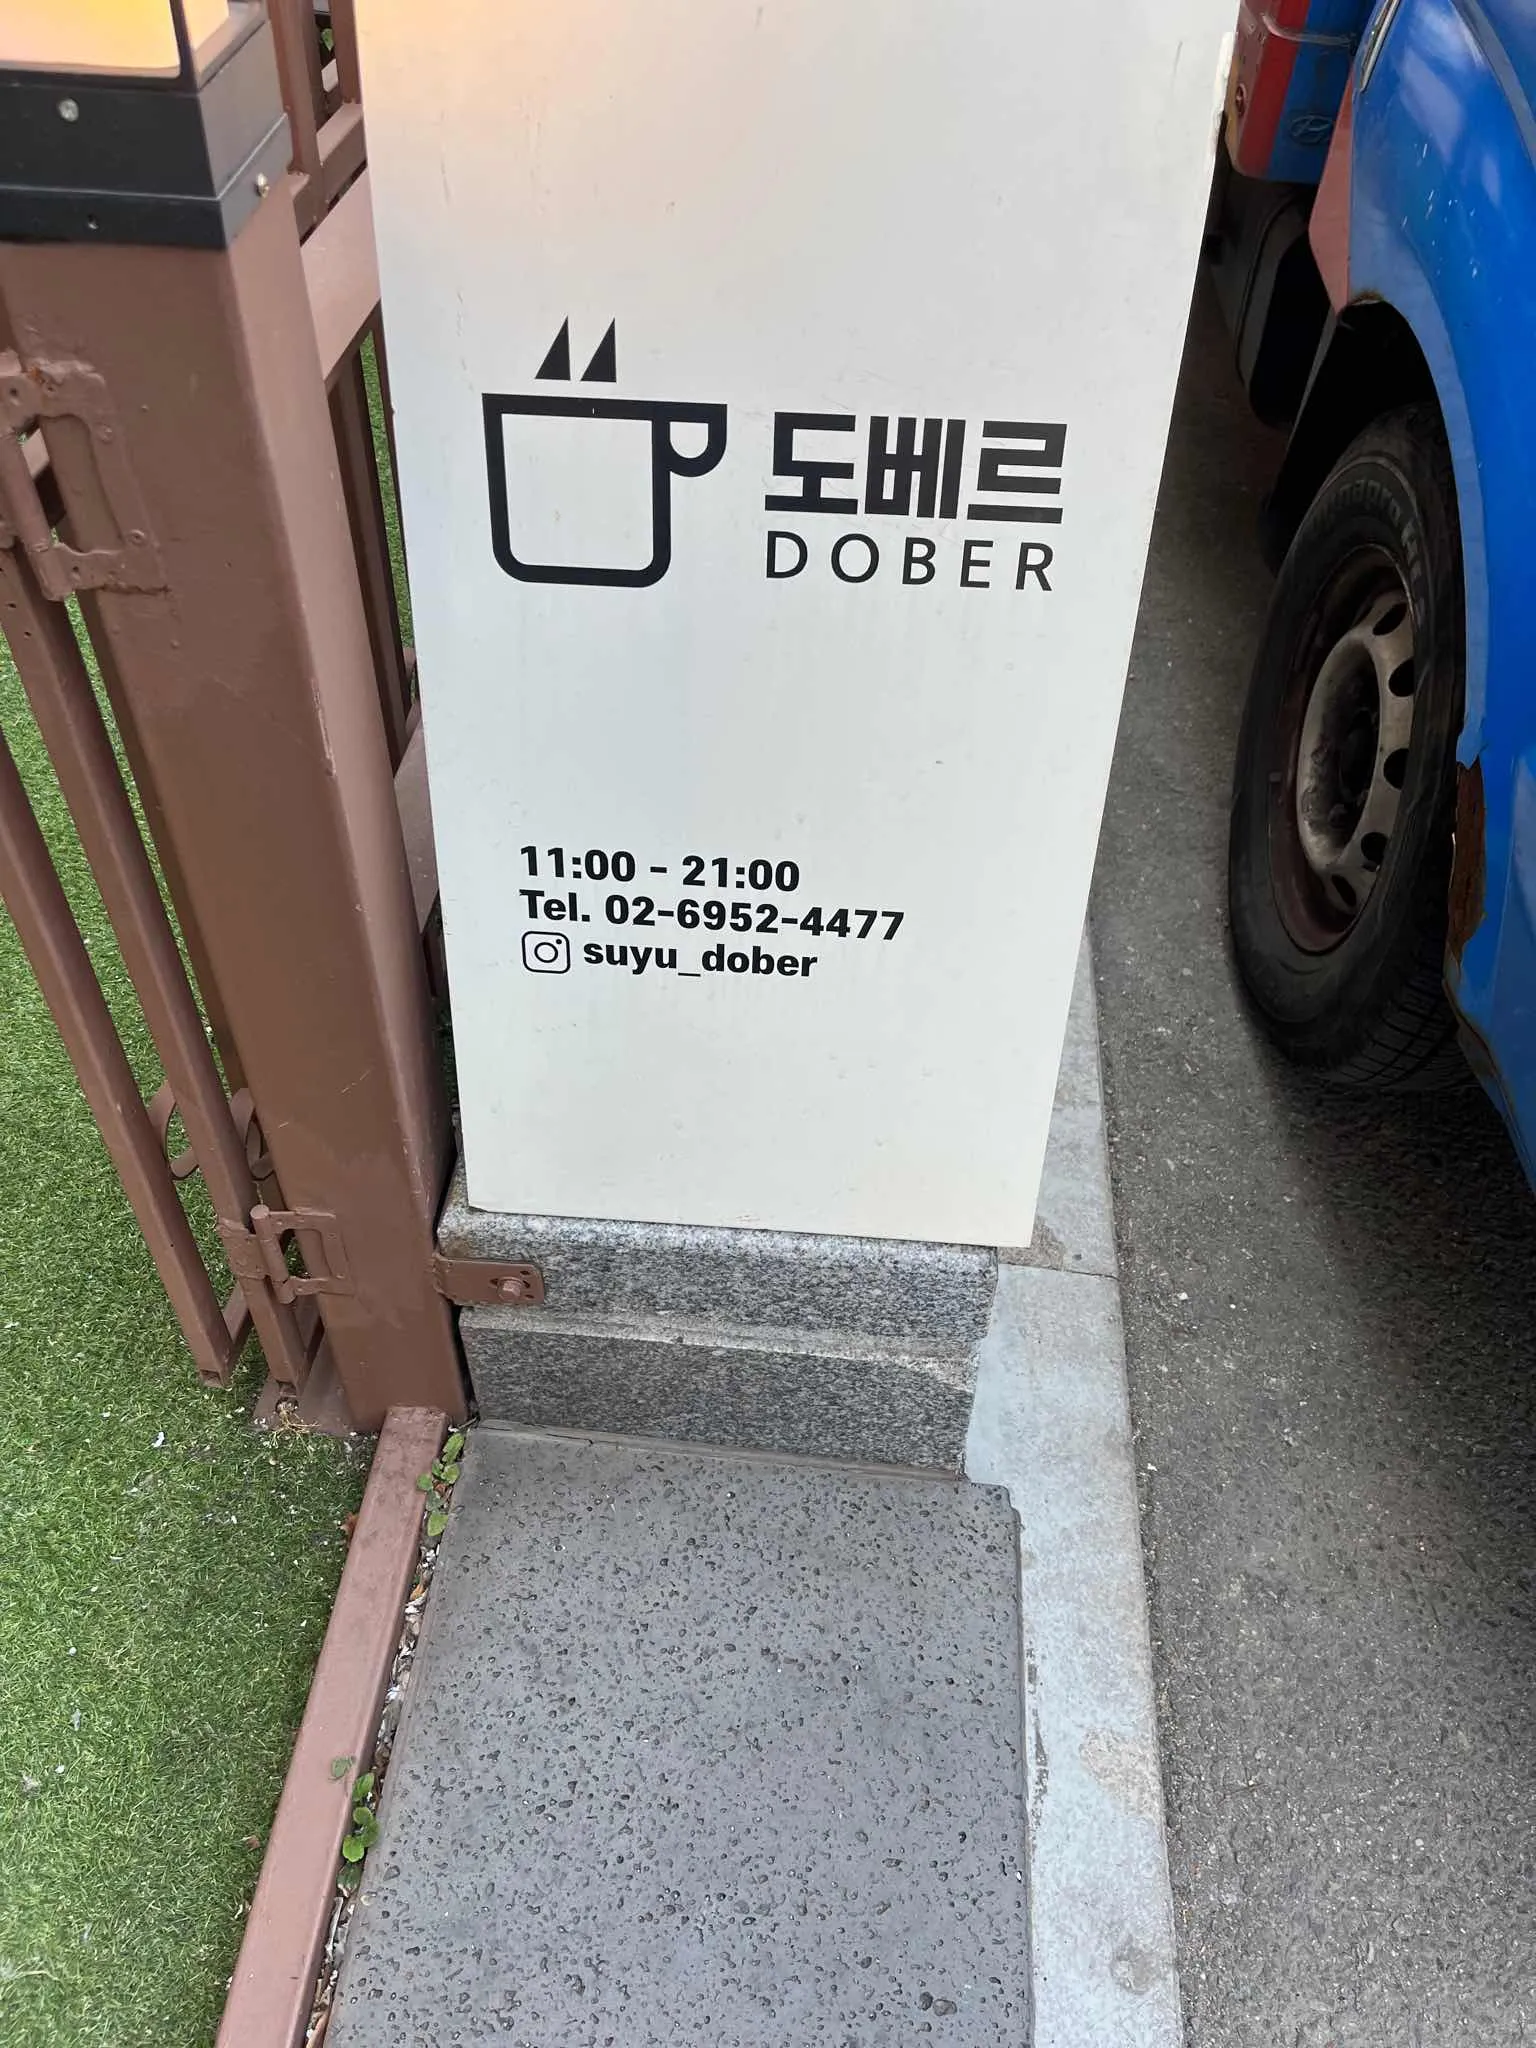 도베르
DOBER
11:00 - 21:00
Tel. 02-6952-4477
suyu_dober